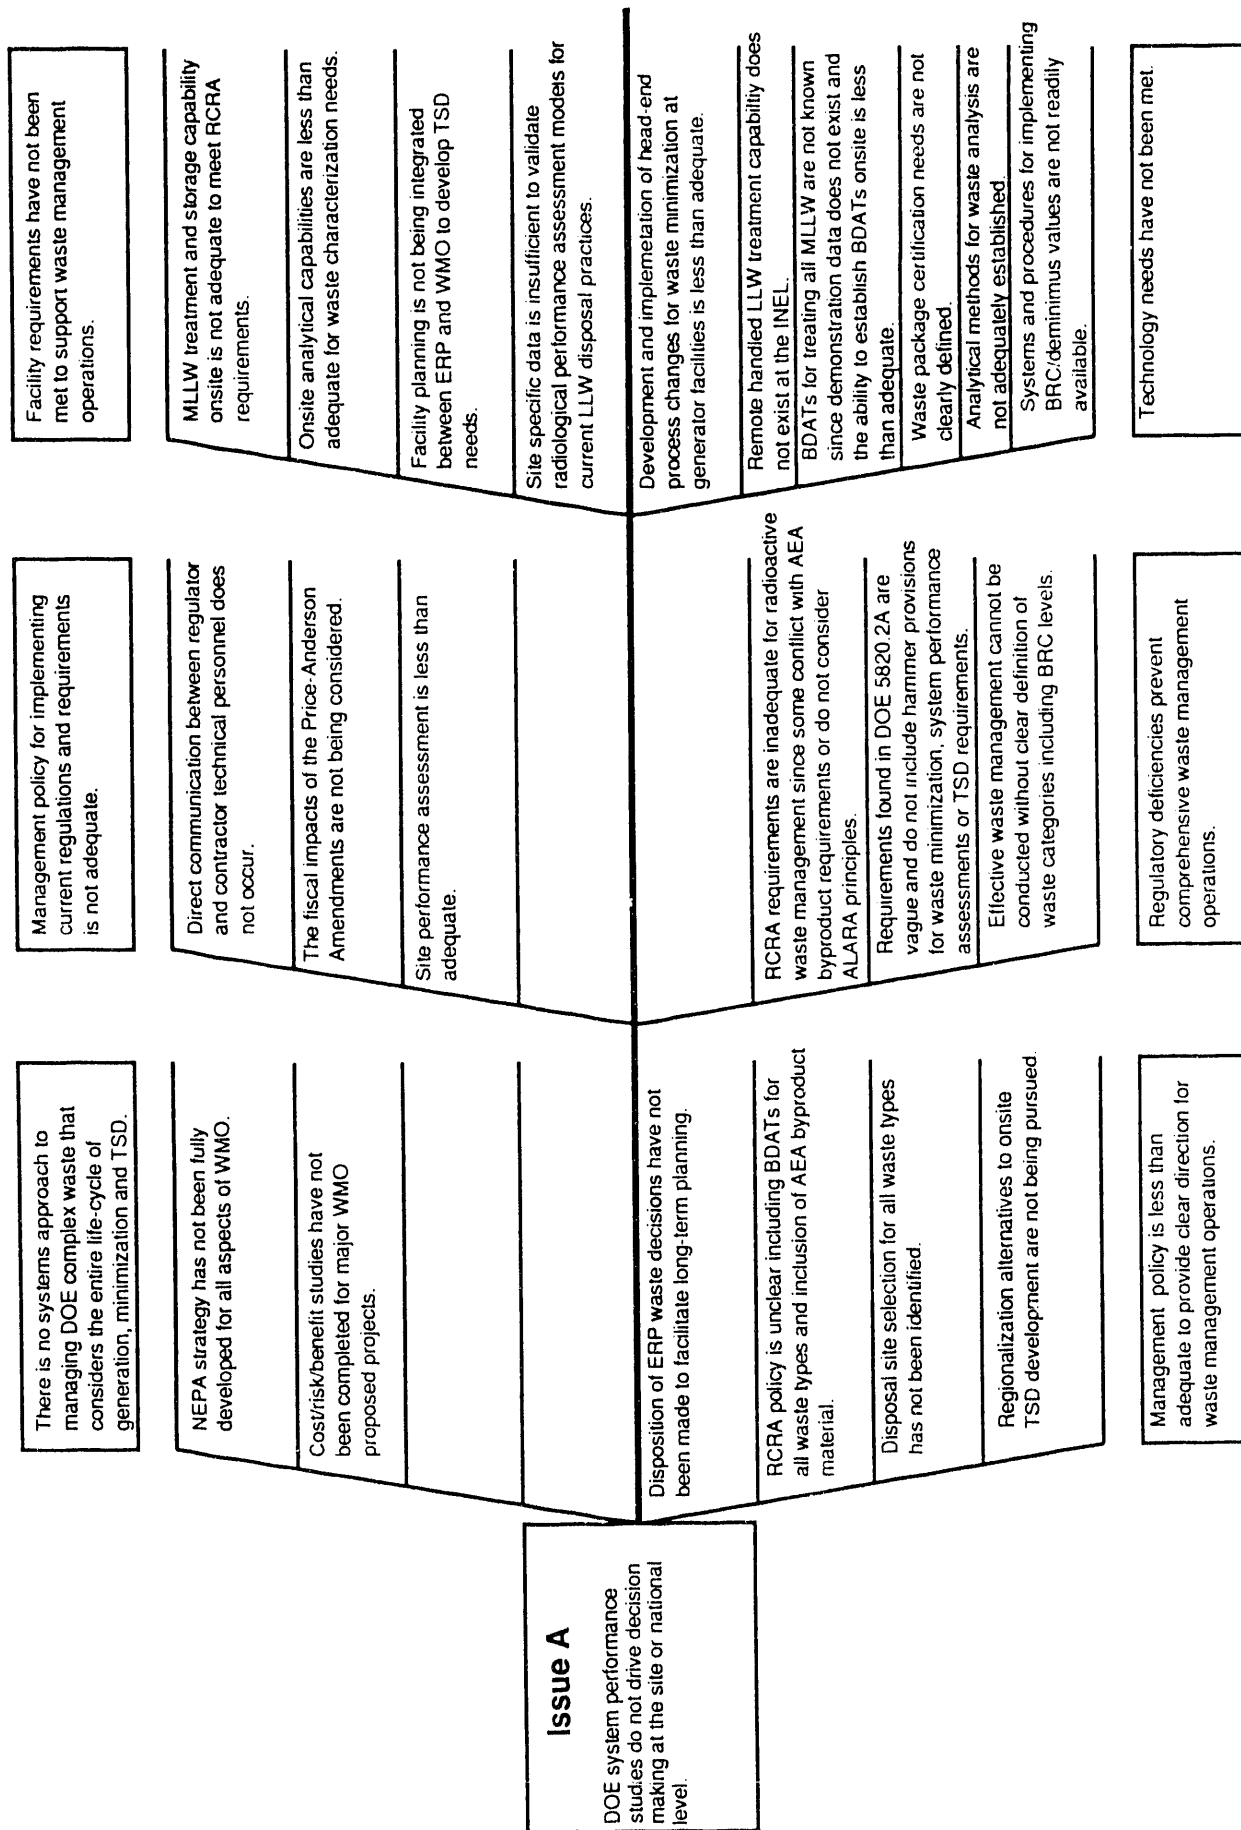 Issue A
DOE system performance
studies do not drive decision
making at the site or national
level.
There is no systems approach to
managing DOE complex waste that
considers the entire life-cycle of
generation, minimization and TSD.
NEPA strategy has not been fully
developed for all aspects of WMO.
Cost/risk/benefit studies have not
been completed for major WMO
proposed projects.
Disposition of ERP waste decisions have not
been made to facilitate long-term planning.
RCRA policy is unclear including BDATs for
all waste types and inclusion of AEA byproduct
material.
Disposal site selection for all waste types
has not been identified.
Regionalization alternatives to onsite
TSD development are not being pursued.
Management policy is less than
adequate to provide clear direction for
waste management operations.
Management policy for implementing
current regulations and requirements
is not adequate.
Direct communication between regulator
and contractor technical personnel does
not occur.
The fiscal impacts of the Price-Anderson
Amendments are not being considered.
Site performance assessment is less than
adequate.
RCRA requirements are inadequate for radioactive
waste management since some conflict with AEA
byproduct requirements or do not consider
ALARA principles.
Requirements found in DOE 5820.2A are
vague and do not include hammer provisions
for waste minimization, system performance
assessments or TSD requirements.
Effective waste management cannot be
conducted without clear definition of
waste categories including BRC levels.
Regulatory deficiencies prevent
comprehensive waste management
operations.
Facility requirements have not been
met to support waste management
operations.
MLLW treatment and storage capability
onsite is not adequate to meet RCRA
requirements.
Onsite analytical capabilities are less than
adequate for waste characterization needs.
Facility planning is not being integrated
between ERP and WMO to develop TSD
needs.
Site specific data is insufficient to validate
radiological performance assessment models for
current LLW disposal practices.
Development and implemetation of head-end
process changes for waste minimization at
generator facilities is less than adequate.
Remote handled LLW treatment capabiltiy does
not exist at the INEL.
BDATs for treating all MLLW are not known
since demonstration data does not exist and
the ability to establish BDATs onsite is less
than adequate.
Waste package certification needs are not
clearly defined.
Analytical methods for waste analysis are
not adequately established.
Systems and procedures for implementing
BRC/deminimus values are not readily
available.
Technology needs have not been met.